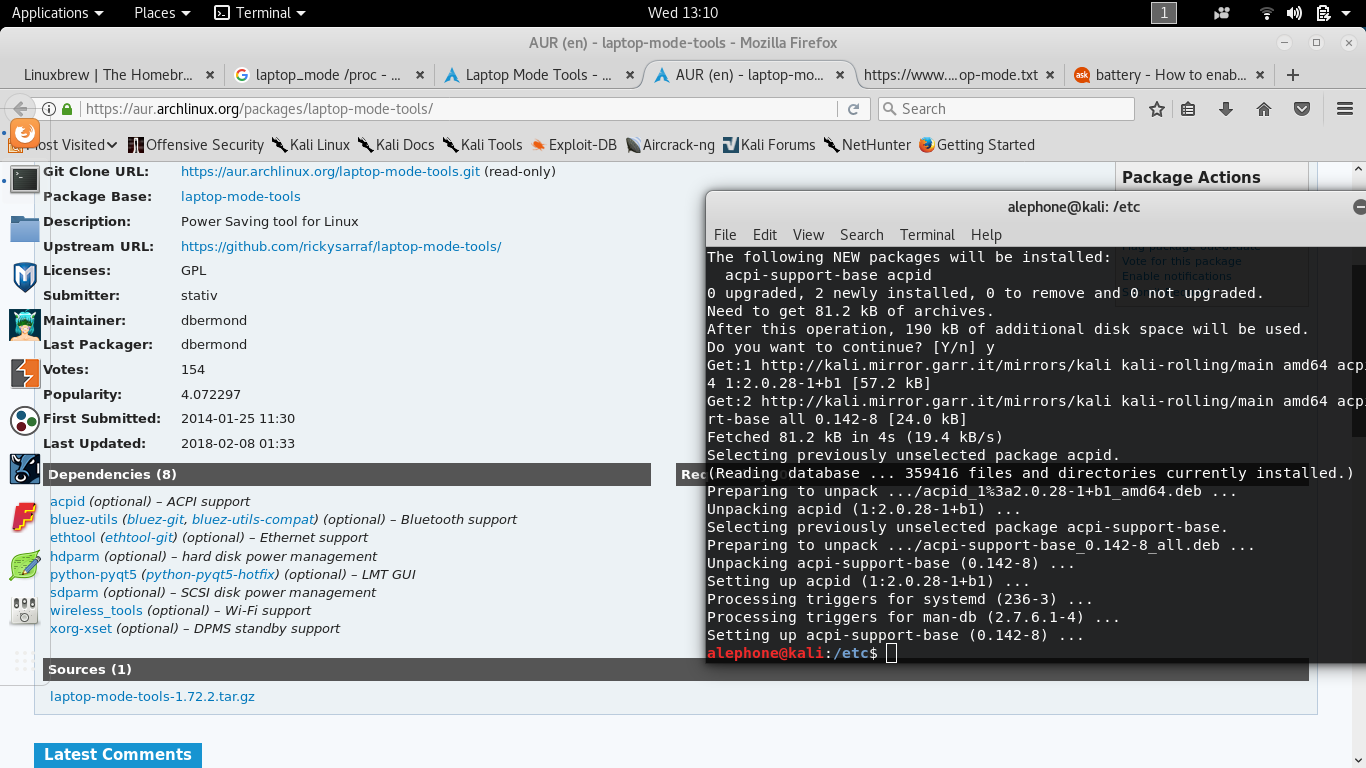 Applications Places Terminal Wed 13:10 1
AUR (en) - laptop-mode-tools - Mozilla Firefox
Linuxbrew | The Homebr... × laptop_mode /proc - ... × Laptop Mode Tools - ... × AUR (en) - laptop-mo... × https://www....op-mode.txt × battery - How to enab... × +
https://aur.archlinux.org/packages/laptop-mode-tools/ Search
Most Visited Offensive Security Kali Linux Kali Docs Kali Tools Exploit-DB Aircrack-ng Kali Forums NetHunter Getting Started
Git Clone URL: https://aur.archlinux.org/laptop-mode-tools.git (read-only)
Package Base: laptop-mode-tools
Description: Power Saving tool for Linux
Upstream URL: https://github.com/rickysarraf/laptop-mode-tools/
Licenses: GPL
Submitter: stativ
Maintainer: dbermond
Last Packager: dbermond
Votes: 154
Popularity: 4.072297
First Submitted: 2014-01-25 11:30
Last Updated: 2018-02-08 01:33
Dependencies (8)
acpid (optional) – ACPI support
bluez-utils (bluez-git, bluez-utils-compat) (optional) – Bluetooth support
ethtool (ethtool-git) (optional) – Ethernet support
hdparm (optional) – hard disk power management
python-pyqt5 (python-pyqt5-hotfix) (optional) – LMT GUI
sdparm (optional) – SCSI disk power management
wireless_tools (optional) – Wi-Fi support
xorg-xset (optional) – DPMS standby support
Sources (1)
laptop-mode-tools-1.72.2.tar.gz
Latest Comments
Package Actions
Vote for this package
Enable notifications
alephone@kali: /etc
File Edit View Search Terminal Help
The following NEW packages will be installed:
acpi-support-base acpid
0 upgraded, 2 newly installed, 0 to remove and 0 not upgraded.
Need to get 81.2 kB of archives.
After this operation, 190 kB of additional disk space will be used.
Do you want to continue? [Y/n] y
Get:1 http://kali.mirror.garr.it/mirrors/kali kali-rolling/main amd64 acpi
4 1:2.0.28-1+b1 [57.2 kB]
Get:2 http://kali.mirror.garr.it/mirrors/kali kali-rolling/main amd64 acpi
rt-base all 0.142-8 [24.0 kB]
Fetched 81.2 kB in 4s (19.4 kB/s)
Selecting previously unselected package acpid.
(Reading database ... 359416 files and directories currently installed.)
Preparing to unpack .../acpid_1%3a2.0.28-1+b1_amd64.deb ...
Unpacking acpid (1:2.0.28-1+b1) ...
Selecting previously unselected package acpi-support-base.
Preparing to unpack .../acpi-support-base_0.142-8_all.deb ...
Unpacking acpi-support-base (0.142-8) ...
Setting up acpid (1:2.0.28-1+b1) ...
Processing triggers for systemd (236-3) ...
Processing triggers for man-db (2.7.6.1-4) ...
Setting up acpi-support-base (0.142-8) ...
alephone@kali:/etc$